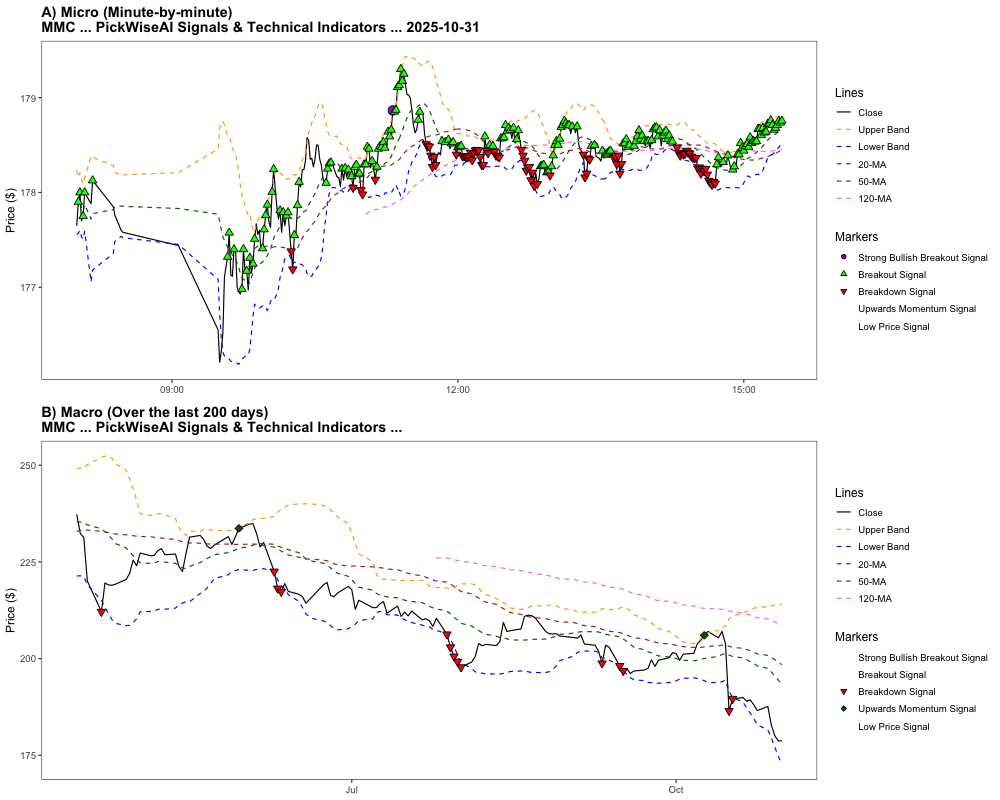 A) Micro (Minute-by-minute)
MMC ... PickWiseAI Signals & Technical Indicators ... 2025-10-31
Price ($)
179
178
177
09:00
12:00
15:00
Lines
Close
Upper Band
Lower Band
20-MA
50-MA
120-MA
Markers
Strong Bullish Breakout Signal
Breakout Signal
Breakdown Signal
Upwards Momentum Signal
Low Price Signal
B) Macro (Over the last 200 days)
MMC ... PickWiseAI Signals & Technical Indicators ...
Price ($)
250
225
200
175
Jul
Oct
Lines
Close
Upper Band
Lower Band
20-MA
50-MA
120-MA
Markers
Strong Bullish Breakout Signal
Breakout Signal
Breakdown Signal
Upwards Momentum Signal
Low Price Signal